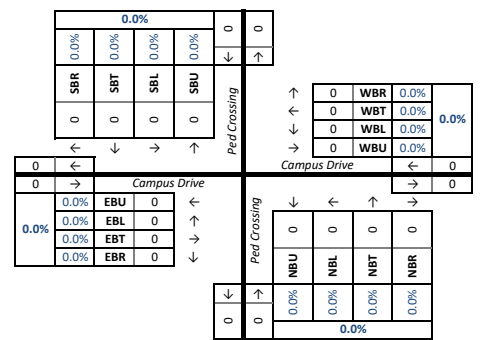 0.0%
0 0
0.0% 0.0% 0.0% 0.0%
↓ ↑
SBR SBT SBL SBU
0 0 0 0
Ped Crossing
← ↓ → ↑
↑ 0 WBR 0.0%
← 0 WBT 0.0%
0.0%
↓ 0 WBL 0.0%
→ 0 WBU 0.0%
0 ←
Campus Drive
← 0
0 →
Campus Drive
→ 0
0.0% EBU 0 ←
0.0% EBL 0 ↑
0.0%
0.0% EBT 0 →
0.0% EBR 0 ↓
Ped Crossing
↓ ← ↑ →
0 0 0 0
NBU NBL NBT NBR
↓ ↑
0.0% 0.0% 0.0% 0.0%
0 0
0.0%